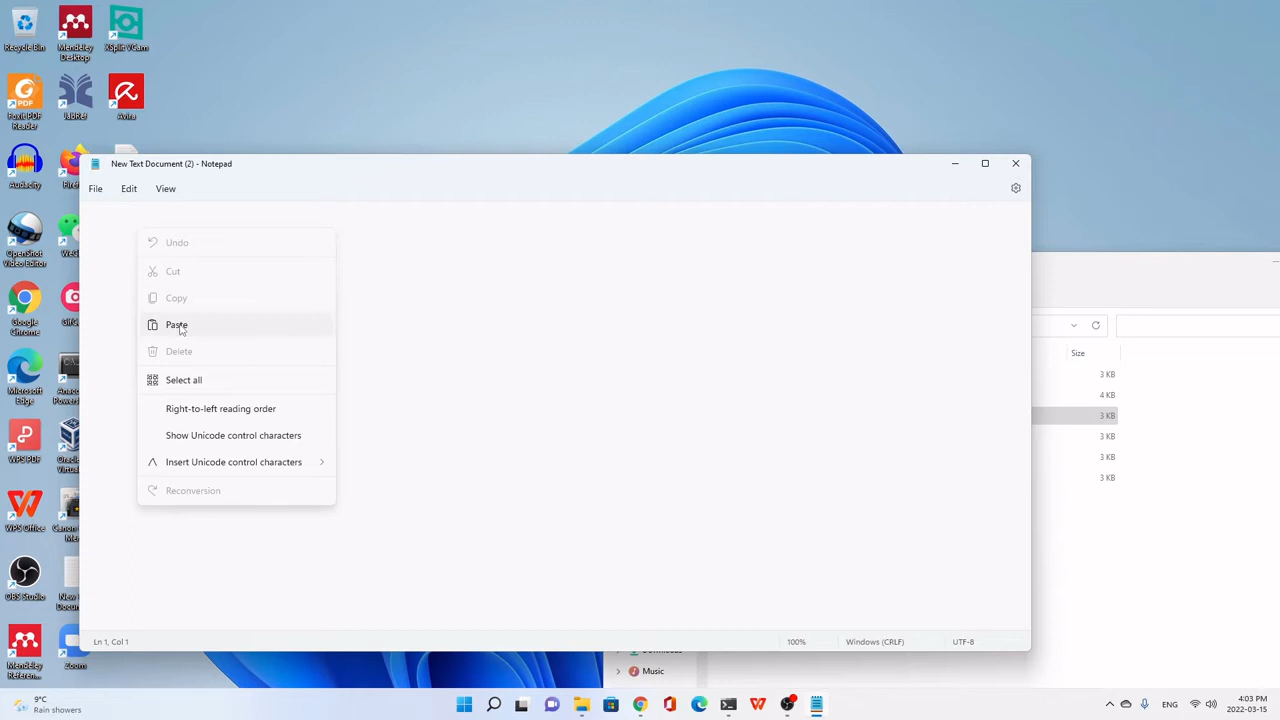 Recycle Bin
Mendeley Desktop
XSplit VCam
Foxit PDF Reader
JabRef
Avira
Audacity
OpenShot Video Editor
Google Chrome
Microsoft Edge
WPS PDF
WPS Office
OBS Studio
Zoom
New Text Document (2) - Notepad
File Edit View
Undo
Cut
Copy
Paste
Delete
Select all
Right-to-left reading order
Show Unicode control characters
Insert Unicode control characters
Reconversion
Ln 1, Col 1
100%
Windows (CRLF)
UTF-8
Size
3 KB
4 KB
3 KB
3 KB
3 KB
3 KB
Music
9°C
Rain showers
ENG
4:03 PM
2022-03-15